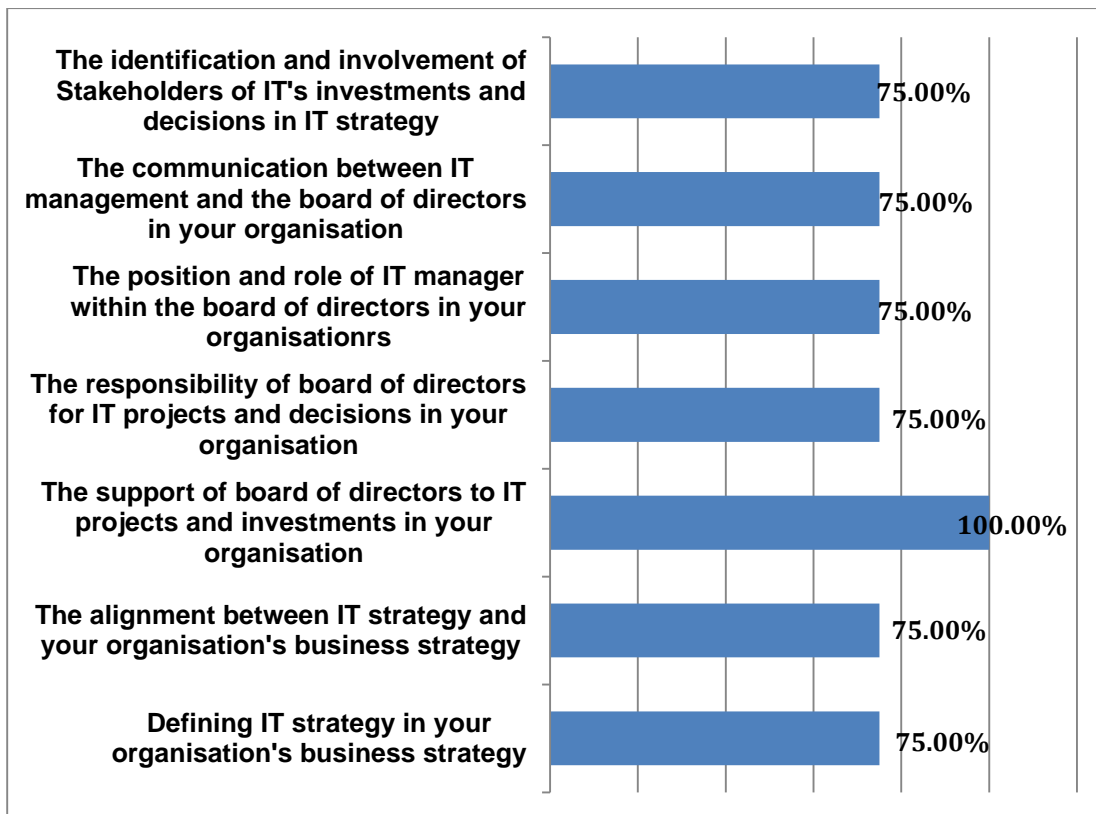 The identification and involvement of
Stakeholders of IT's investments and
decisions in IT strategy
75.00%
The communication between IT
management and the board of directors
in your organisation
75.00%
The position and role of IT manager
within the board of directors in your
organisationrs
75.00%
The responsibility of board of directors
for IT projects and decisions in your
organisation
75.00%
The support of board of directors to IT
projects and investments in your
organisation
100.00%
The alignment between IT strategy and
your organisation's business strategy
75.00%
Defining IT strategy in your
organisation's business strategy
75.00%